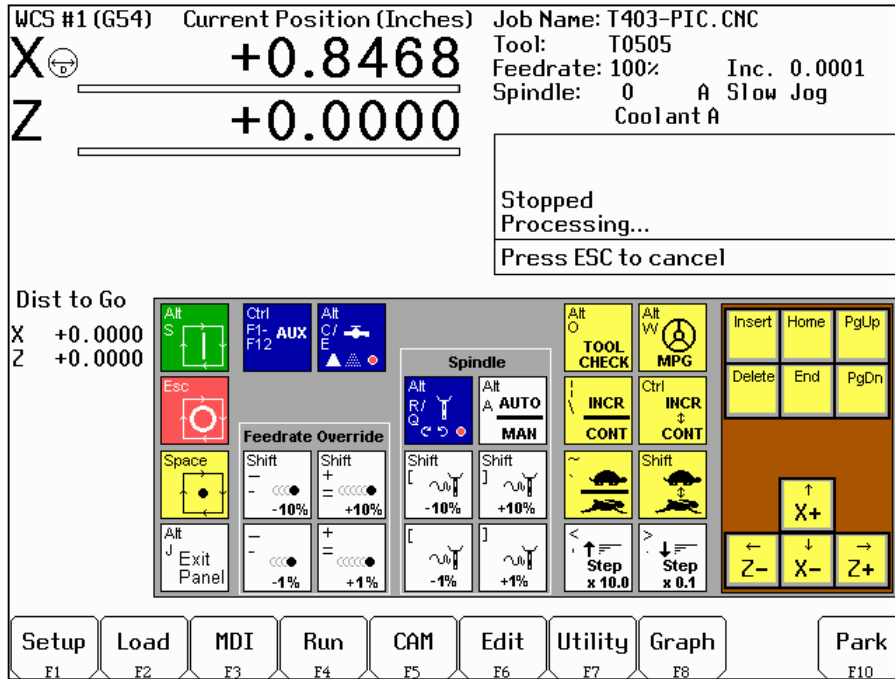 WCS #1 (G54) Current Position (Inches)
X D +0.8468
Z +0.0000
Job Name: T403-PIC.CNC
Tool: T0505
Feedrate: 100% Inc. 0.0001
Spindle: 0 A Slow Jog
Coolant A
Stopped
Processing...
Press ESC to cancel
Dist to Go
X +0.0000
Z +0.0000
Alt
S
Ctrl
F1-
F12 AUX
Alt
C/
E
Alt
O
TOOL
CHECK
Alt
W
MPG
Insert Home PgUp
Delete End PgDn
Esc
Spindle
Alt
R/
Q
Alt
A AUTO
MAN
¦
\ INCR
CONT
Ctrl
INCR
CONT
Feedrate Override
Space
Shift
_
-
-10%
Shift
+
=
+10%
Shift
[
-10%
Shift
]
+10%
~
`
Shift
Alt
J Exit
Panel
_
-
-1%
+
=
+1%
[
-1%
]
+1%
<
,
Step
x 10.0
>
.
Step
x 0.1
↑
X+
←
Z-
↓
X-
→
Z+
Setup Load MDI Run CAM Edit Utility Graph Park
F1 F2 F3 F4 F5 F6 F7 F8 F10